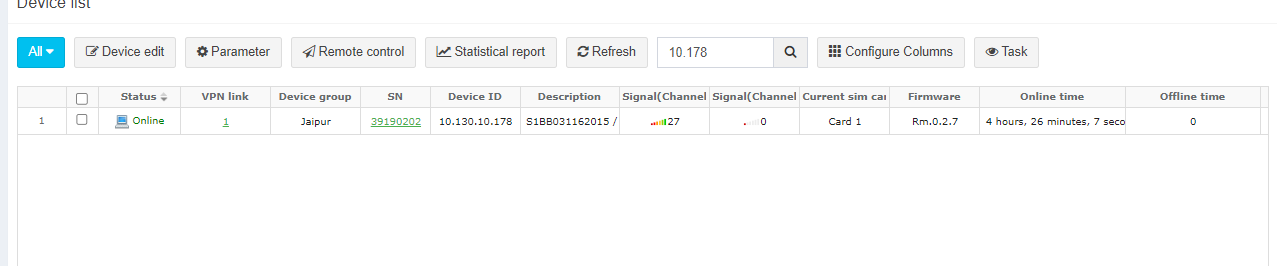 Device list
All Device edit Parameter Remote control Statistical report Refresh 10.178 Configure Columns Task
Status VPN link Device group SN Device ID Description Signal(Channel Signal(Channel Current sim car Firmware Online time Offline time
1 Online 1 Jaipur 39190202 10.130.10.178 S1BB031162015 / 27 0 Card 1 Rm.0.2.7 4 hours, 26 minutes, 7 seco 0